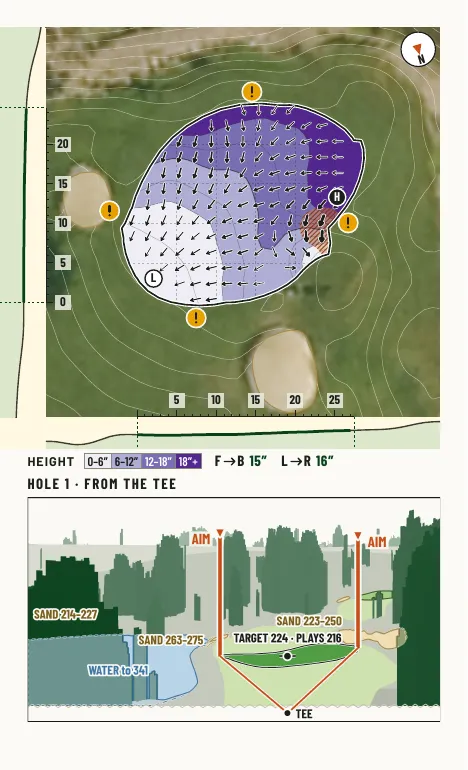 N
!
20
15
H
!
!
10
5
L
0
!
5 10 15 20 25
HEIGHT 0-6" 6-12" 12-18" 18"+ F→B 15" L→R 16"
HOLE 1 · FROM THE TEE
AIM AIM
SAND 214-227
SAND 223-250
SAND 263-275
TARGET 224 · PLAYS 216
WATER to 341
TEE